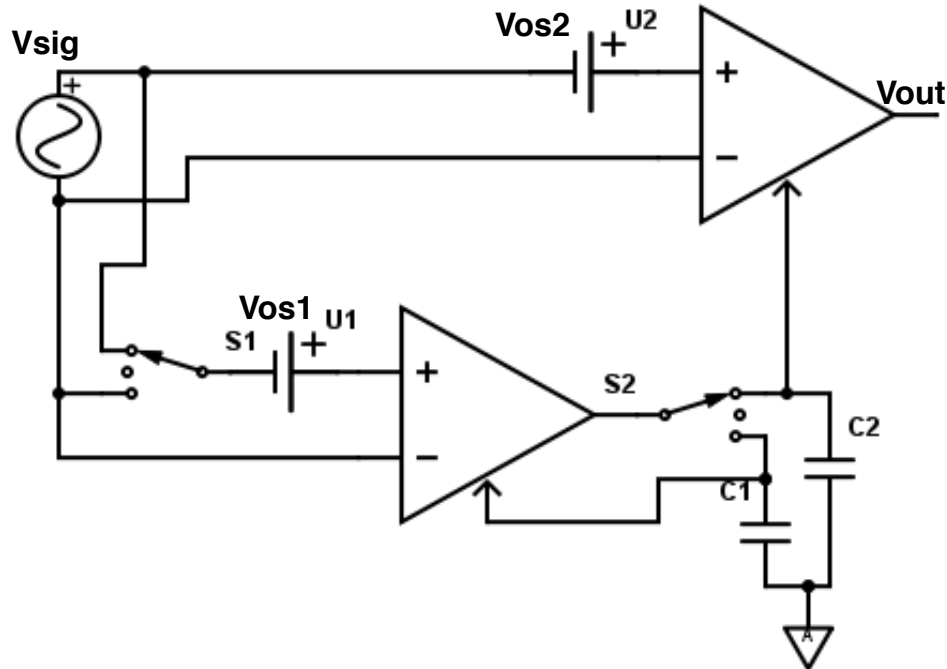 Vsig
Vos2
U2
+
+
+
Vout
−
Vos1
U1
S1
+
+
−
S2
C2
C1
A